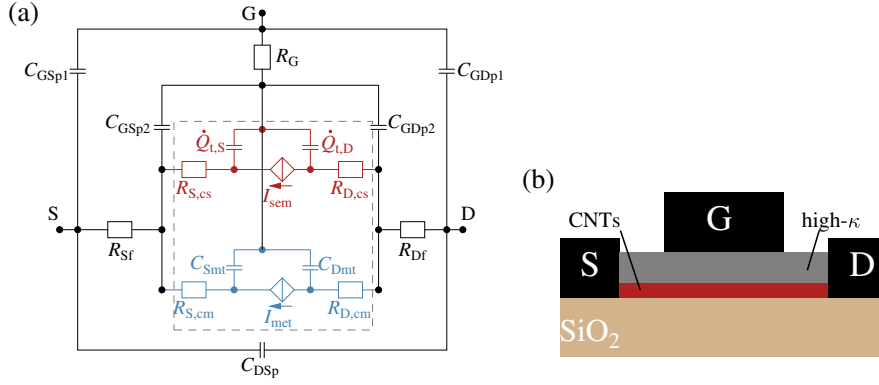 (a)
G
R_G
C_GSp1
C_GDp1
C_GSp2
C_GDp2
Q̇_t,S
Q̇_t,D
R_S,cs
I_sem
R_D,cs
S
D
R_Sf
R_Df
C_Smt
C_Dmt
R_S,cm
I_met
R_D,cm
C_DSp
(b)
CNTs
G
high-κ
S
D
SiO₂